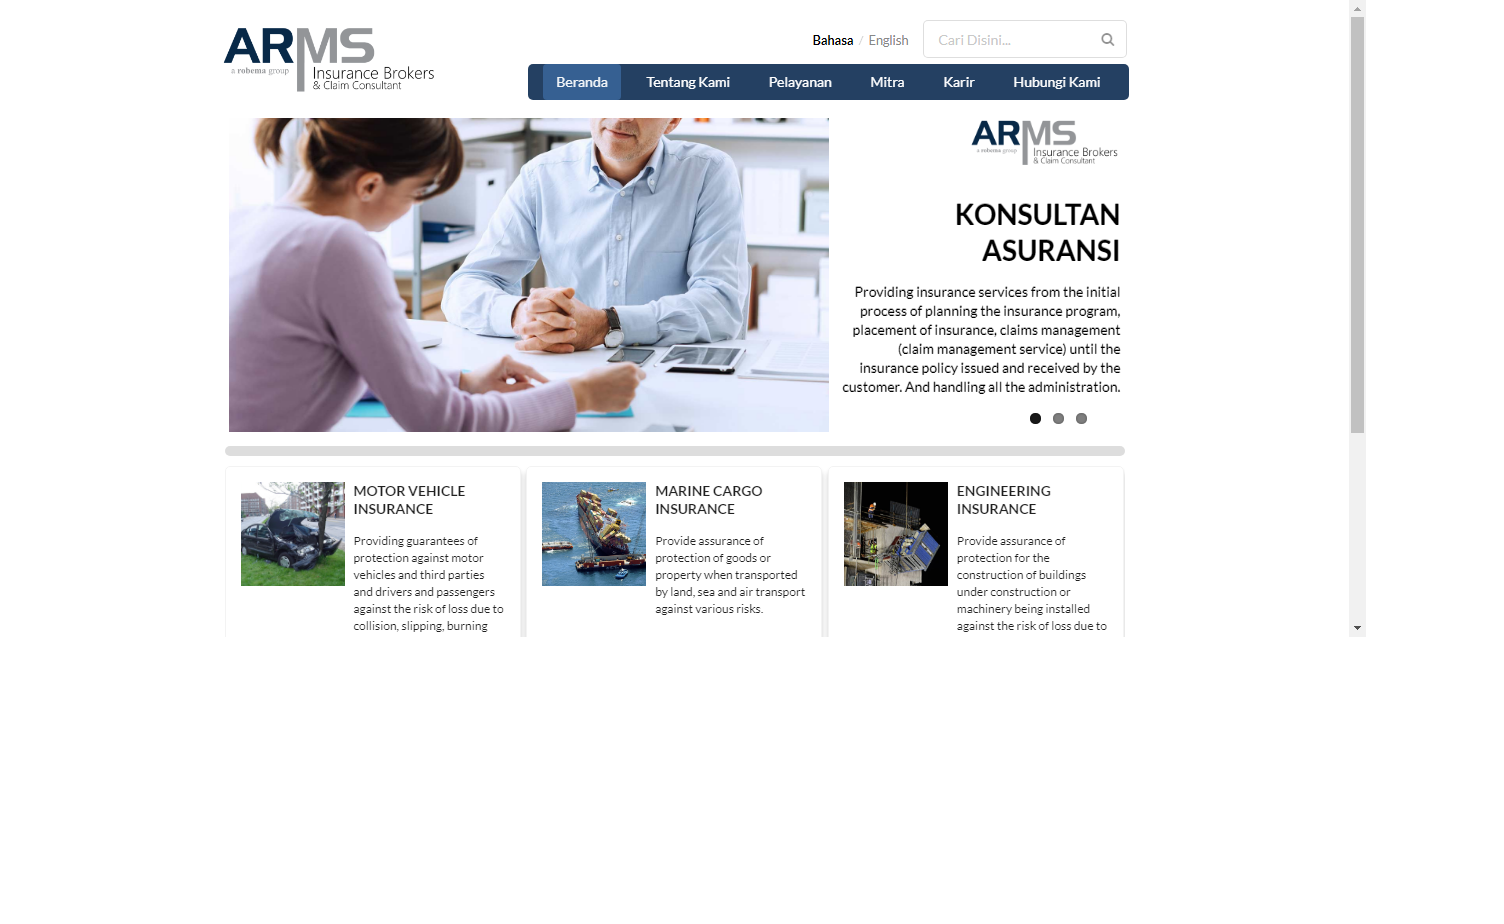 ARMS
a robema group
Insurance Brokers
& Claim Consultant
Bahasa / English
Cari Disini...
Beranda
Tentang Kami
Pelayanan
Mitra
Karir
Hubungi Kami
ARMS
a robema group
Insurance Brokers
& Claim Consultant
KONSULTAN
ASURANSI
Providing insurance services from the initial
process of planning the insurance program,
placement of insurance, claims management
(claim management service) until the
insurance policy issued and received by the
customer. And handling all the administration.
MOTOR VEHICLE
INSURANCE
Providing guarantees of
protection against motor
vehicles and third parties
and drivers and passengers
against the risk of loss due to
collision, slipping, burning
MARINE CARGO
INSURANCE
Provide assurance of
protection of goods or
property when transported
by land, sea and air transport
against various risks.
ENGINEERING
INSURANCE
Provide assurance of
protection for the
construction of buildings
under construction or
machinery being installed
against the risk of loss due to